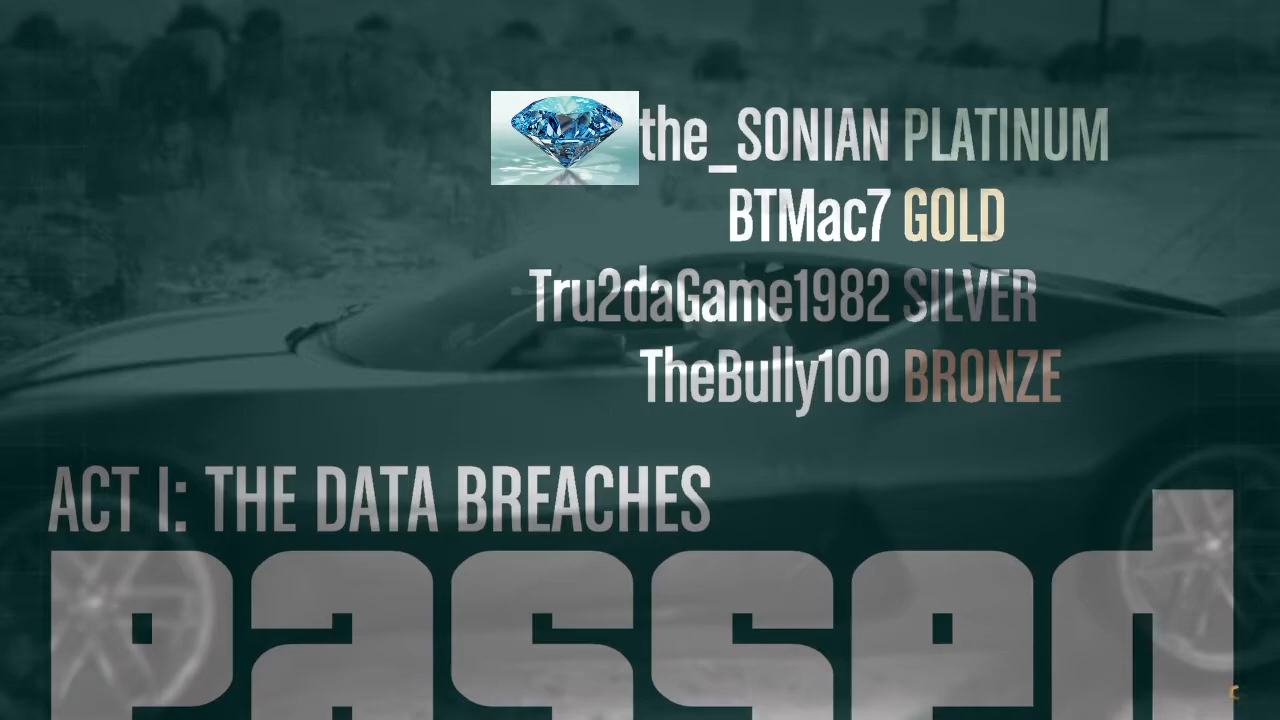 the_SONIAN PLATINUM
BTMac7 GOLD
Tru2daGame1982 SILVER
TheBully100 BRONZE
ACT I: THE DATA BREACHES
passed